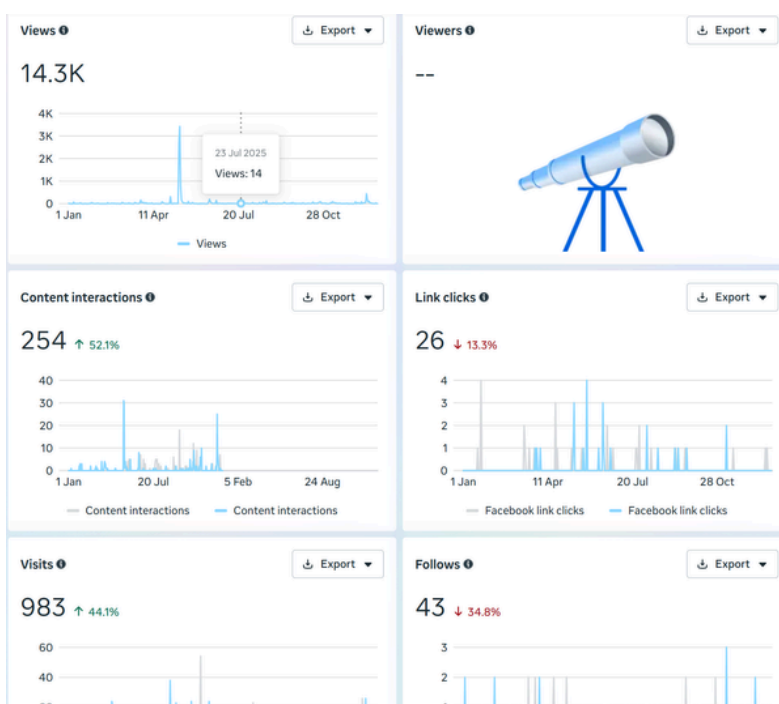 Views
Export
14.3K
4K
3K
2K
1K
0
23 Jul 2025
Views: 14
1 Jan 11 Apr 20 Jul 28 Oct
Views
Viewers
Export
--
Content interactions
Export
254 ↑ 52.1%
40
30
20
10
0
1 Jan 20 Jul 5 Feb 24 Aug
Content interactions Content interactions
Link clicks
Export
26 ↓ 13.3%
4
3
2
1
0
1 Jan 11 Apr 20 Jul 28 Oct
Facebook link clicks Facebook link clicks
Visits
Export
983 ↑ 44.1%
60
40
Follows
Export
43 ↓ 34.8%
3
2